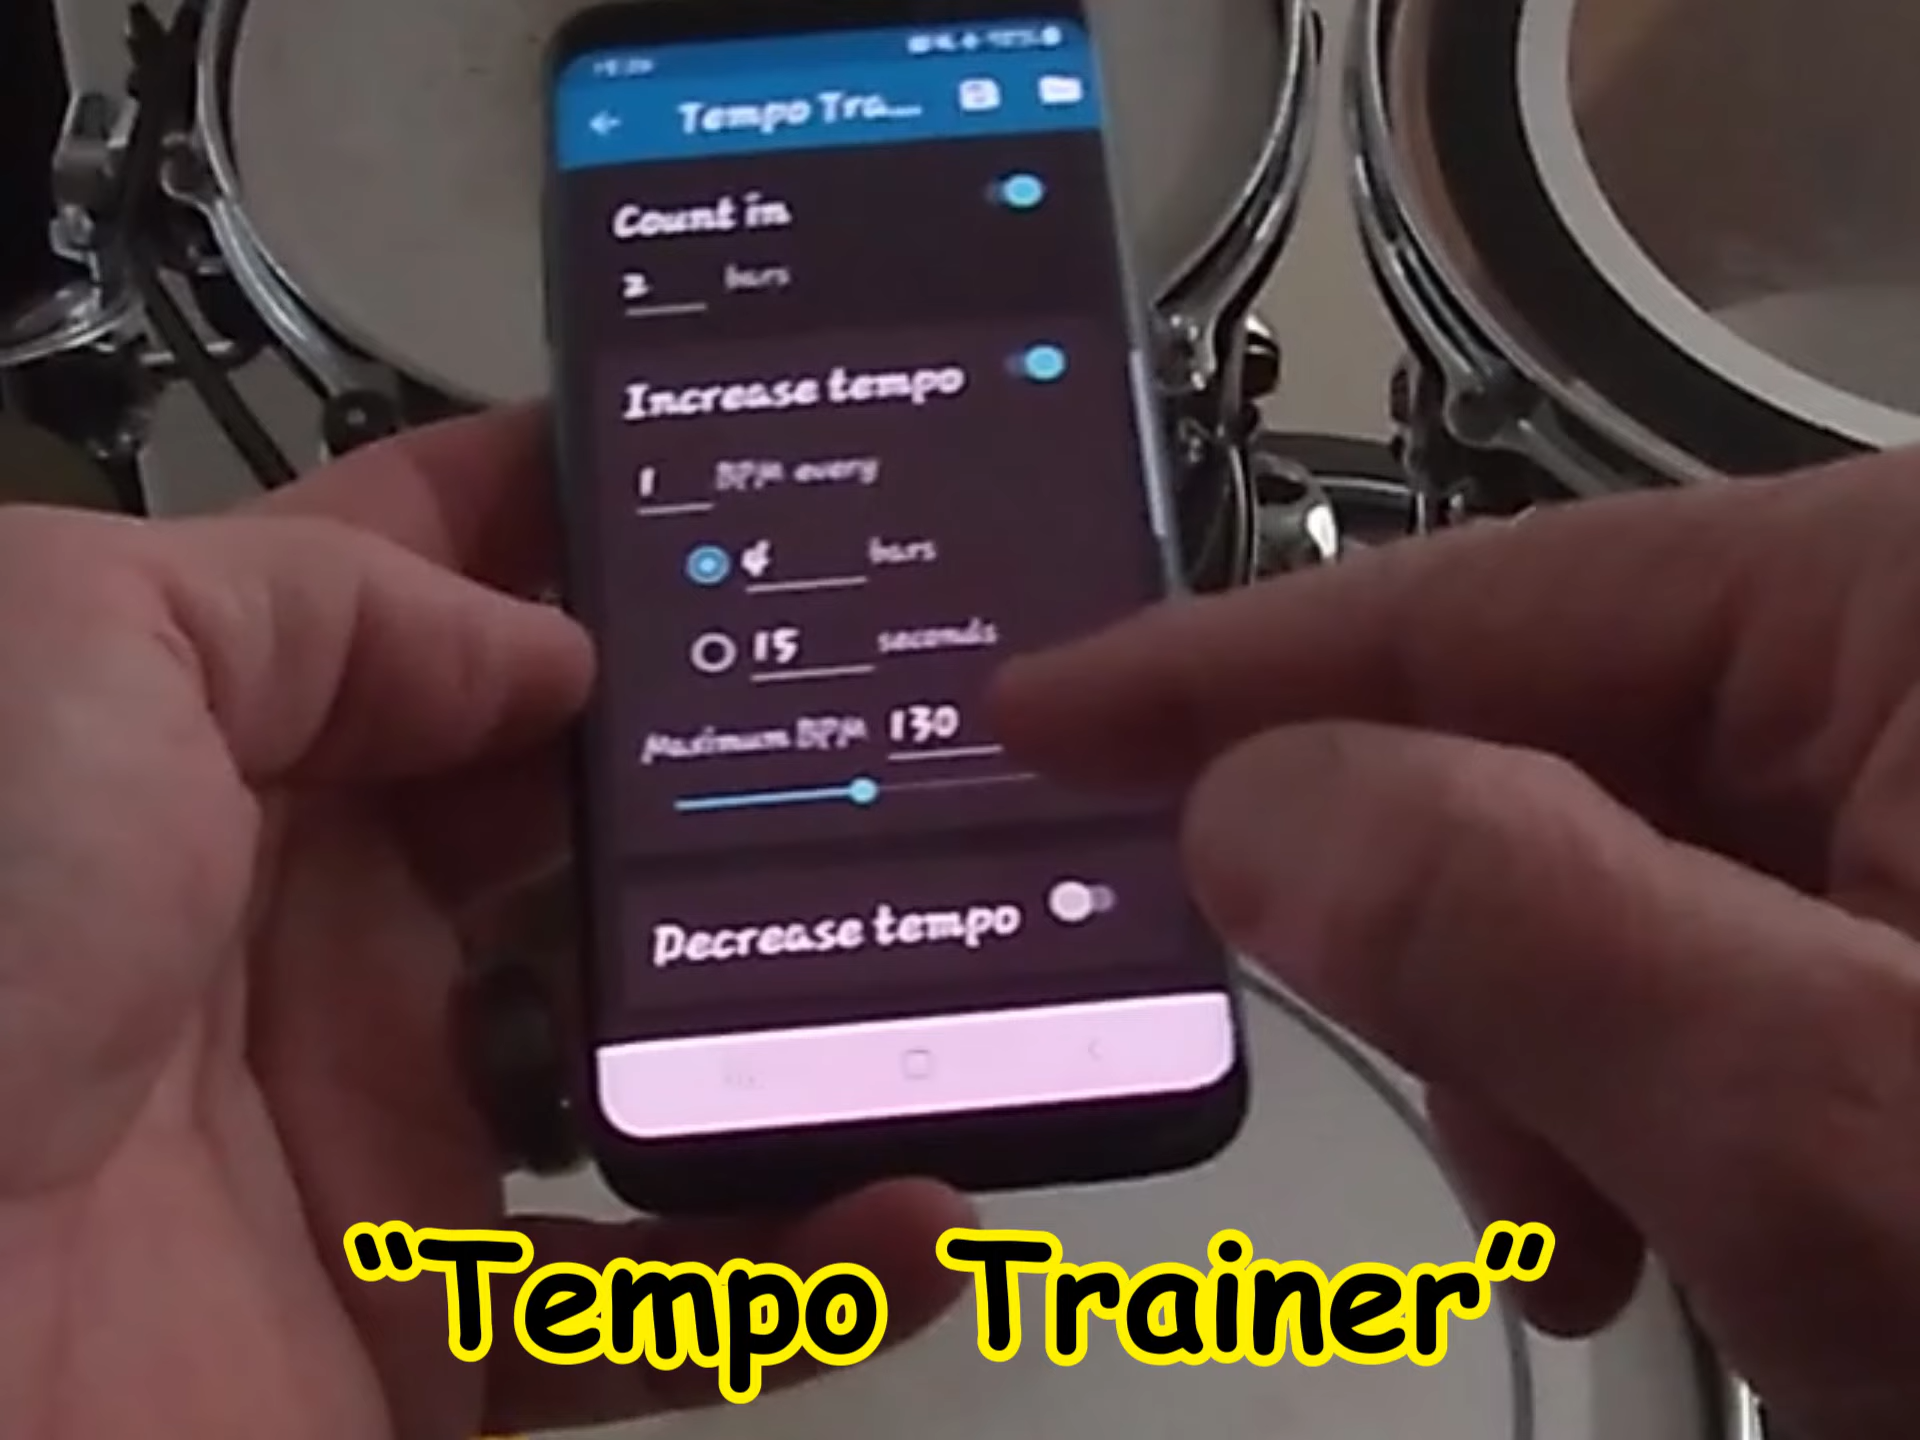 Tempo Tra...
Count in
2 bars
Increase tempo
1 BPM every
4 bars
15 seconds
Maximum BPM 130
Decrease tempo
“Tempo Trainer”